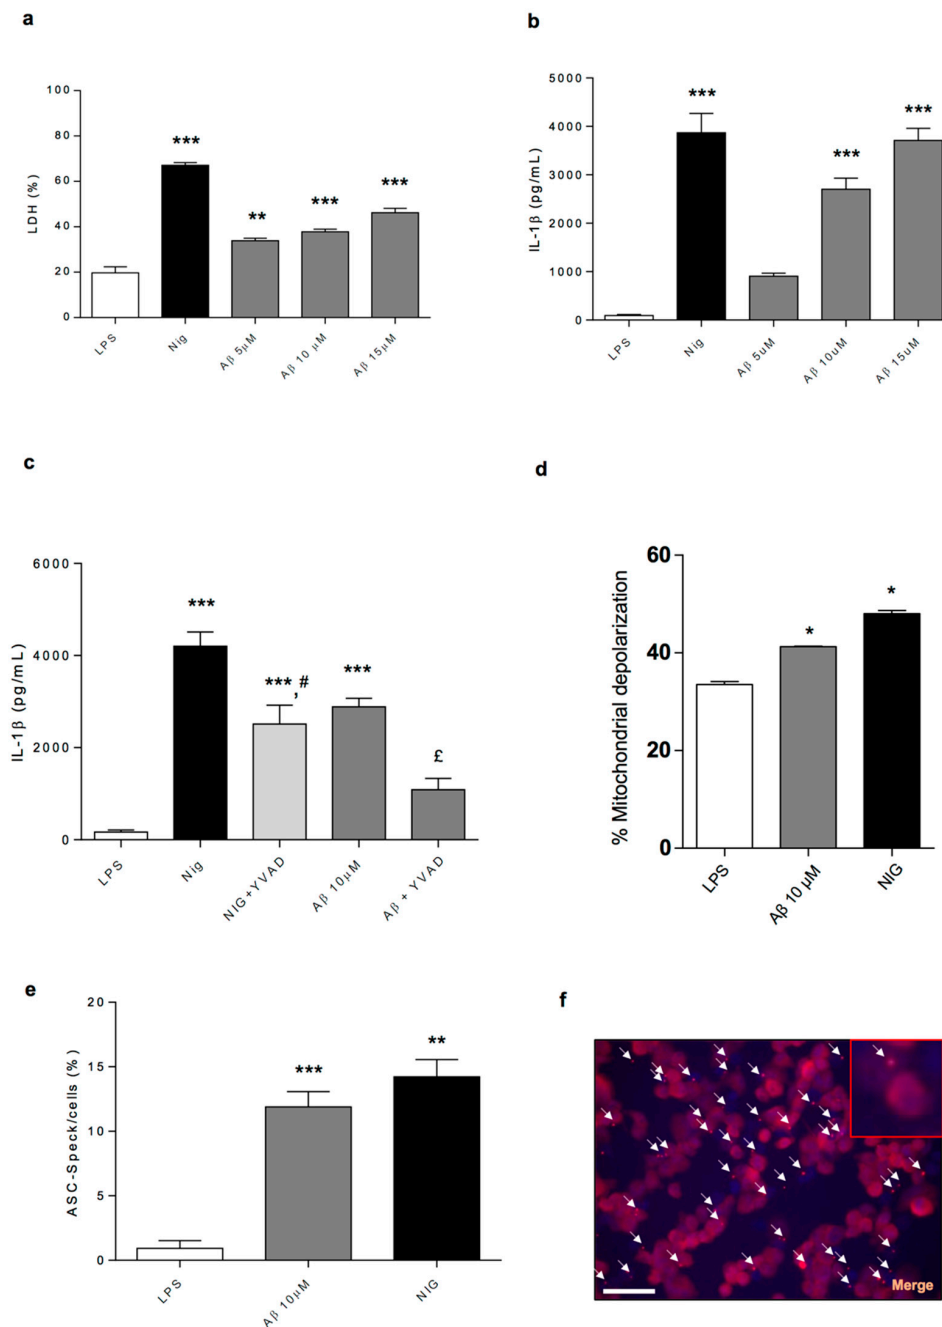 a
100
80
60
40
20
0
LDH (%)
***
**
***
***
LPS
Nig
Aβ 5μM
Aβ 10 μM
Aβ 15μM
b
5000
4000
3000
2000
1000
0
IL-1β (pg/mL)
***
***
***
LPS
Nig
Aβ 5uM
Aβ 10uM
Aβ 15uM
c
6000
4000
2000
0
IL-1β (pg/mL)
***
***,#
***
£
LPS
Nig
NIG+YVAD
Aβ 10μM
Aβ + YVAD
d
60
40
20
0
% Mitochondrial depolarization
*
*
LPS
Aβ 10 μM
NIG
e
20
15
10
5
0
ASC-Speck/cells (%)
***
**
LPS
Aβ 10μM
NIG
f
Merge